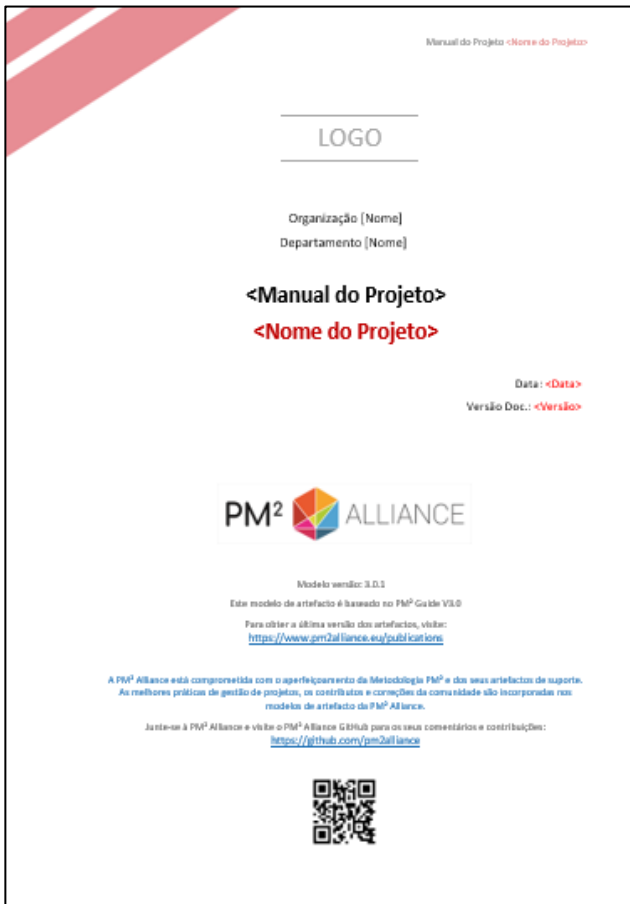 Manual do Projeto <Nome do Projeto>
LOGO
Organização [Nome]
Departamento [Nome]
<Manual do Projeto>
<Nome do Projeto>
Data: <Data>
Versão Doc.: <Versão>
PM² ALLIANCE
Modelo versão: 3.0.1
Este modelo de artefacto é baseado no PM² Guide V3.0
Para obter a última versão dos artefactos, visite:
https://www.pm2alliance.eu/publications
A PM² Alliance está comprometida com o aperfeiçoamento da Metodologia PM² e dos seus artefactos de suporte.
As melhores práticas de gestão de projetos, os contributos e correções da comunidade são incorporadas nos
modelos de artefacto da PM² Alliance.
Junte-se à PM² Alliance e visite o PM² Alliance GitHub para os seus comentários e contribuições:
https://github.com/pm2alliance